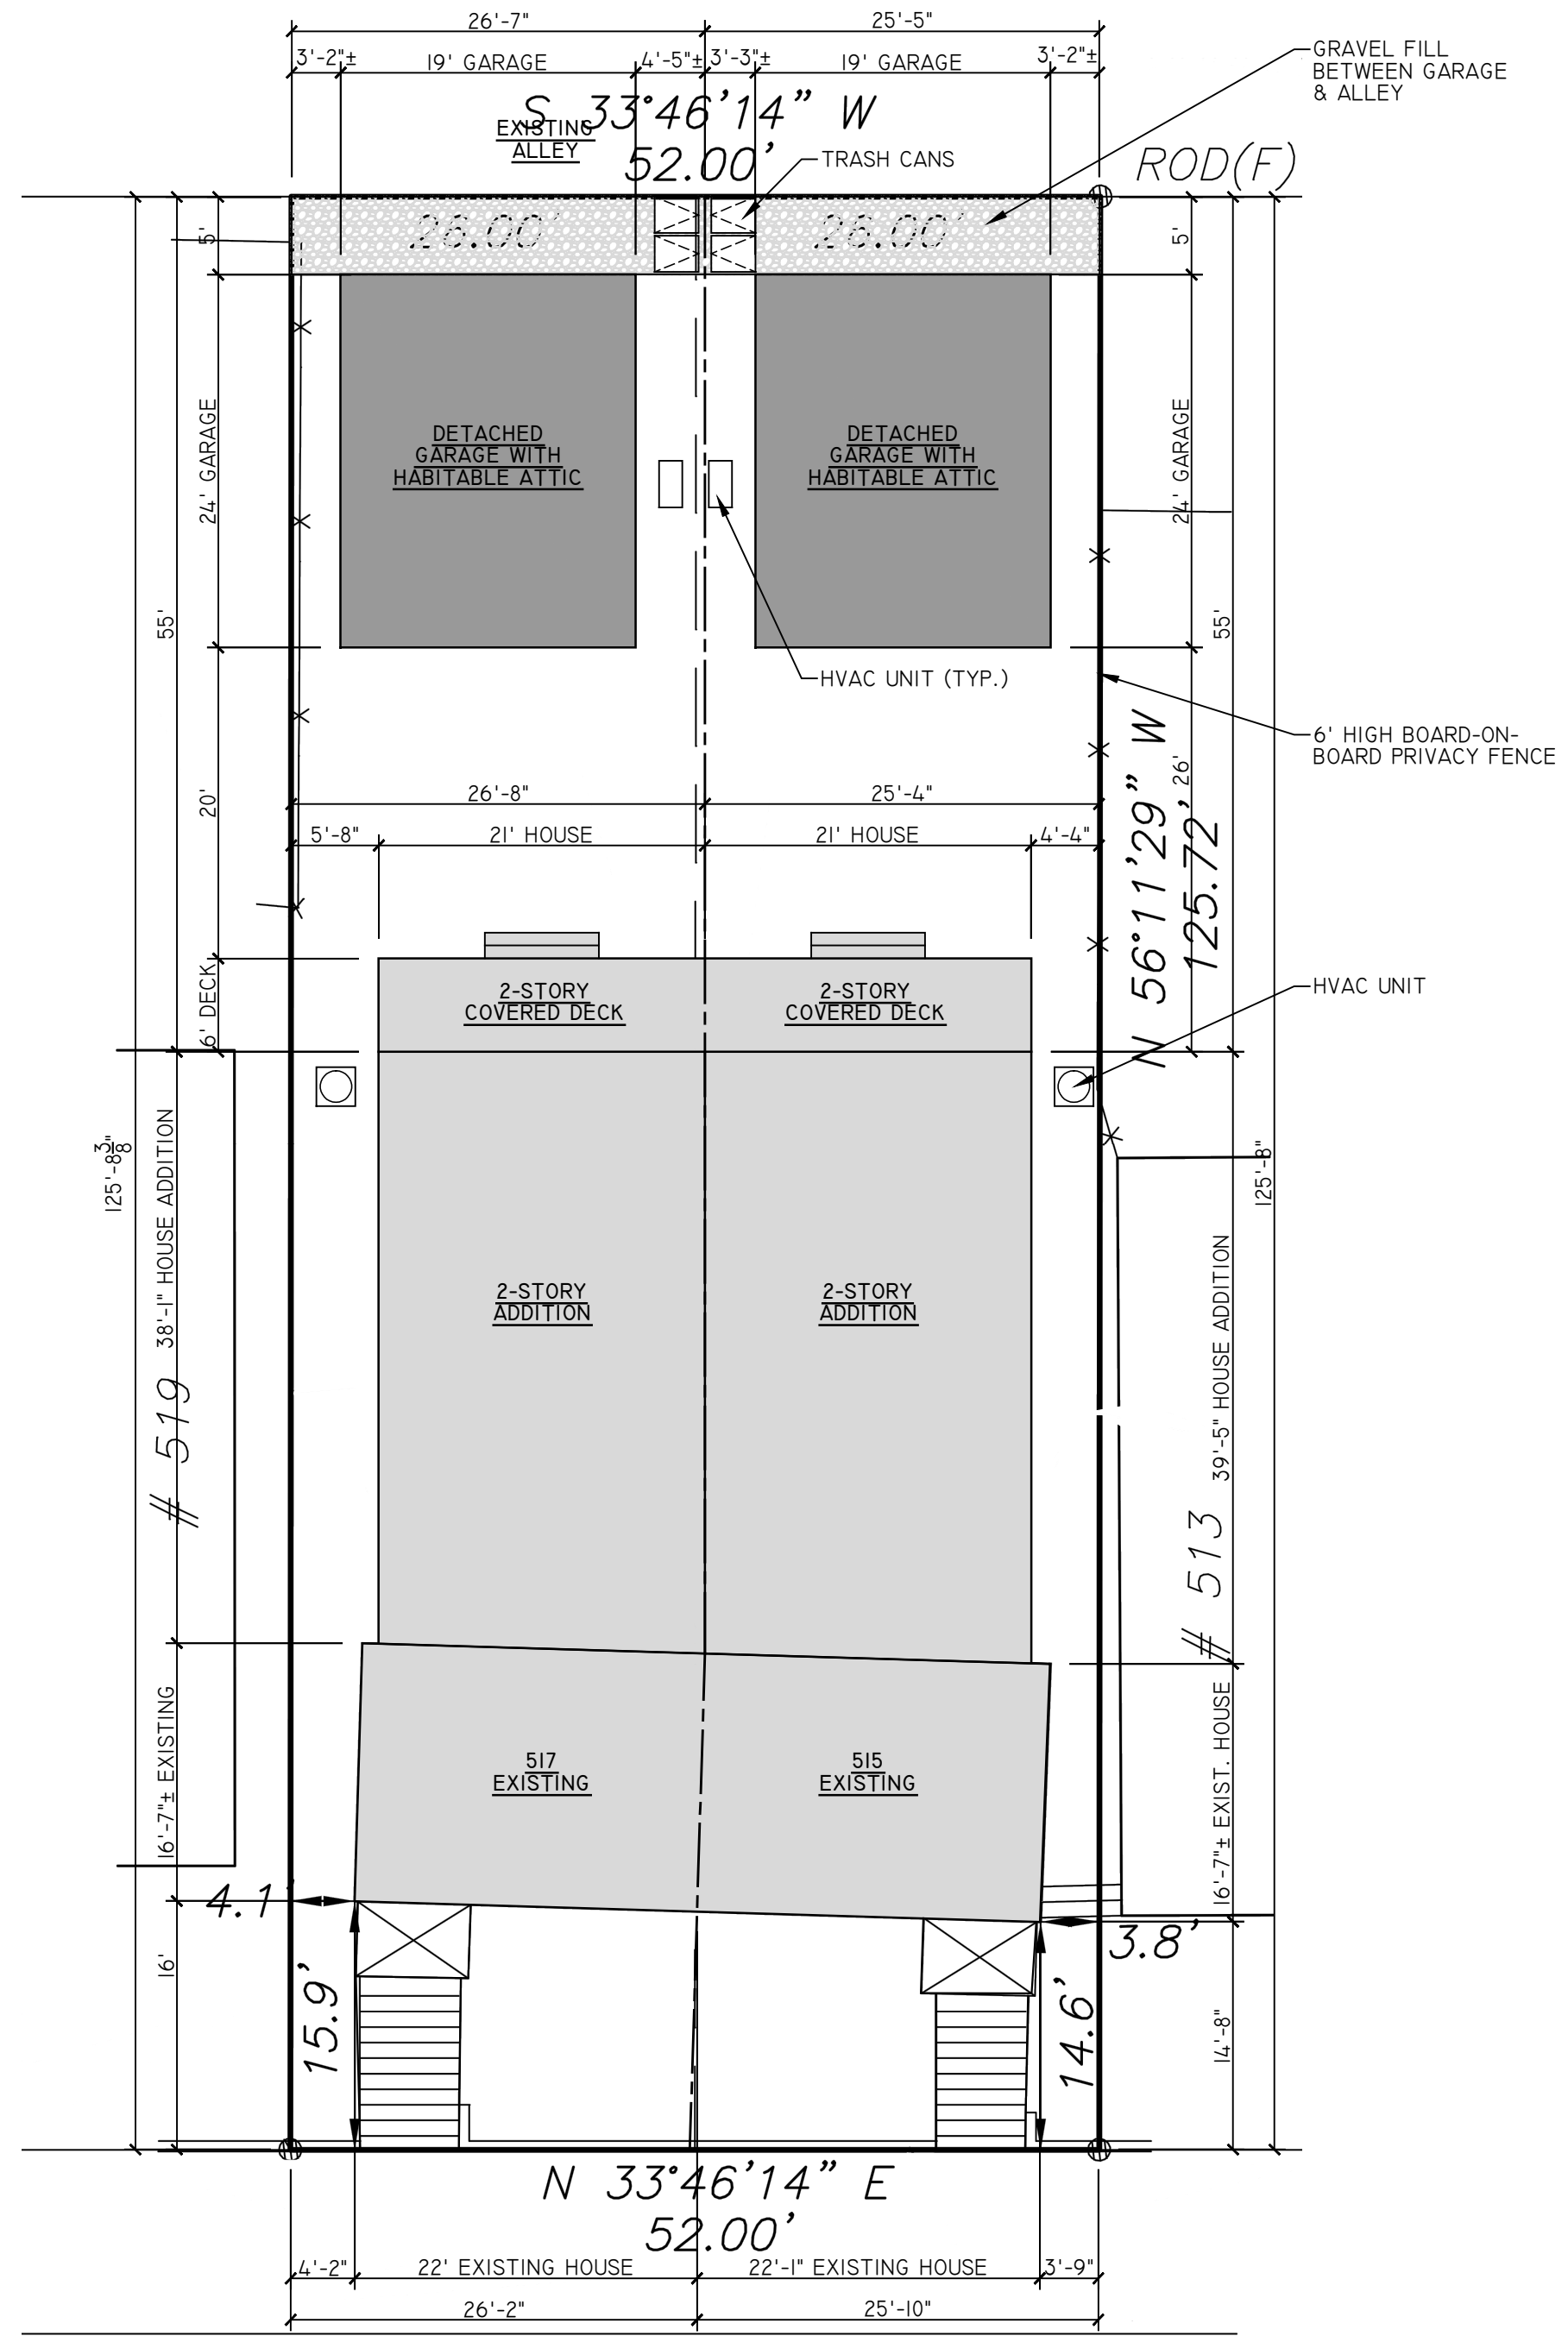 26'-7"
25'-5"
3'-2"±
19' GARAGE
4'-5"±
3'-3"±
19' GARAGE
3'-2"±
GRAVEL FILL
BETWEEN GARAGE
& ALLEY
S 33°46'14" W
52.00'
EXISTING
ALLEY
TRASH CANS
ROD(F)
26.00'
26.00'
5'
5'
DETACHED
GARAGE WITH
HABITABLE ATTIC
DETACHED
GARAGE WITH
HABITABLE ATTIC
24' GARAGE
24' GARAGE
55'
55'
HVAC UNIT (TYP.)
6' HIGH BOARD-ON-
BOARD PRIVACY FENCE
N 56°11'29" W
125.72'
26'
20'
26'-8"
25'-4"
5'-8"
21' HOUSE
21' HOUSE
4'-4"
6' DECK
2-STORY
COVERED DECK
2-STORY
COVERED DECK
HVAC UNIT
125'-8 3/8"
38'-1" HOUSE ADDITION
125'-8"
39'-5" HOUSE ADDITION
2-STORY
ADDITION
2-STORY
ADDITION
# 519
# 513
16'-7"± EXISTING
517
EXISTING
515
EXISTING
16'-7"± EXIST. HOUSE
4.1'
3.8'
16'
15.9'
14.6'
14'-8"
N 33°46'14" E
52.00'
4'-2"
22' EXISTING HOUSE
22'-1" EXISTING HOUSE
3'-9"
26'-2"
25'-10"